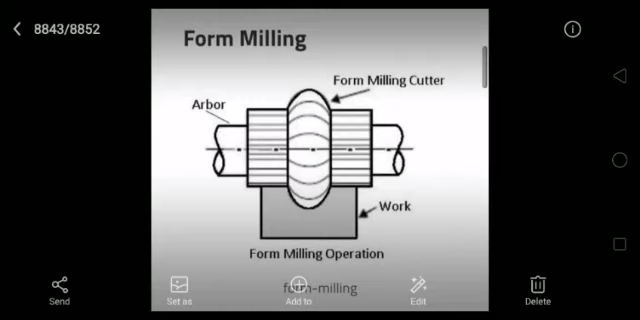 8843/8852
Form Milling
Form Milling Cutter
Arbor
Work
Form Milling Operation
form-milling
Send
Set as
Add to
Edit
Delete